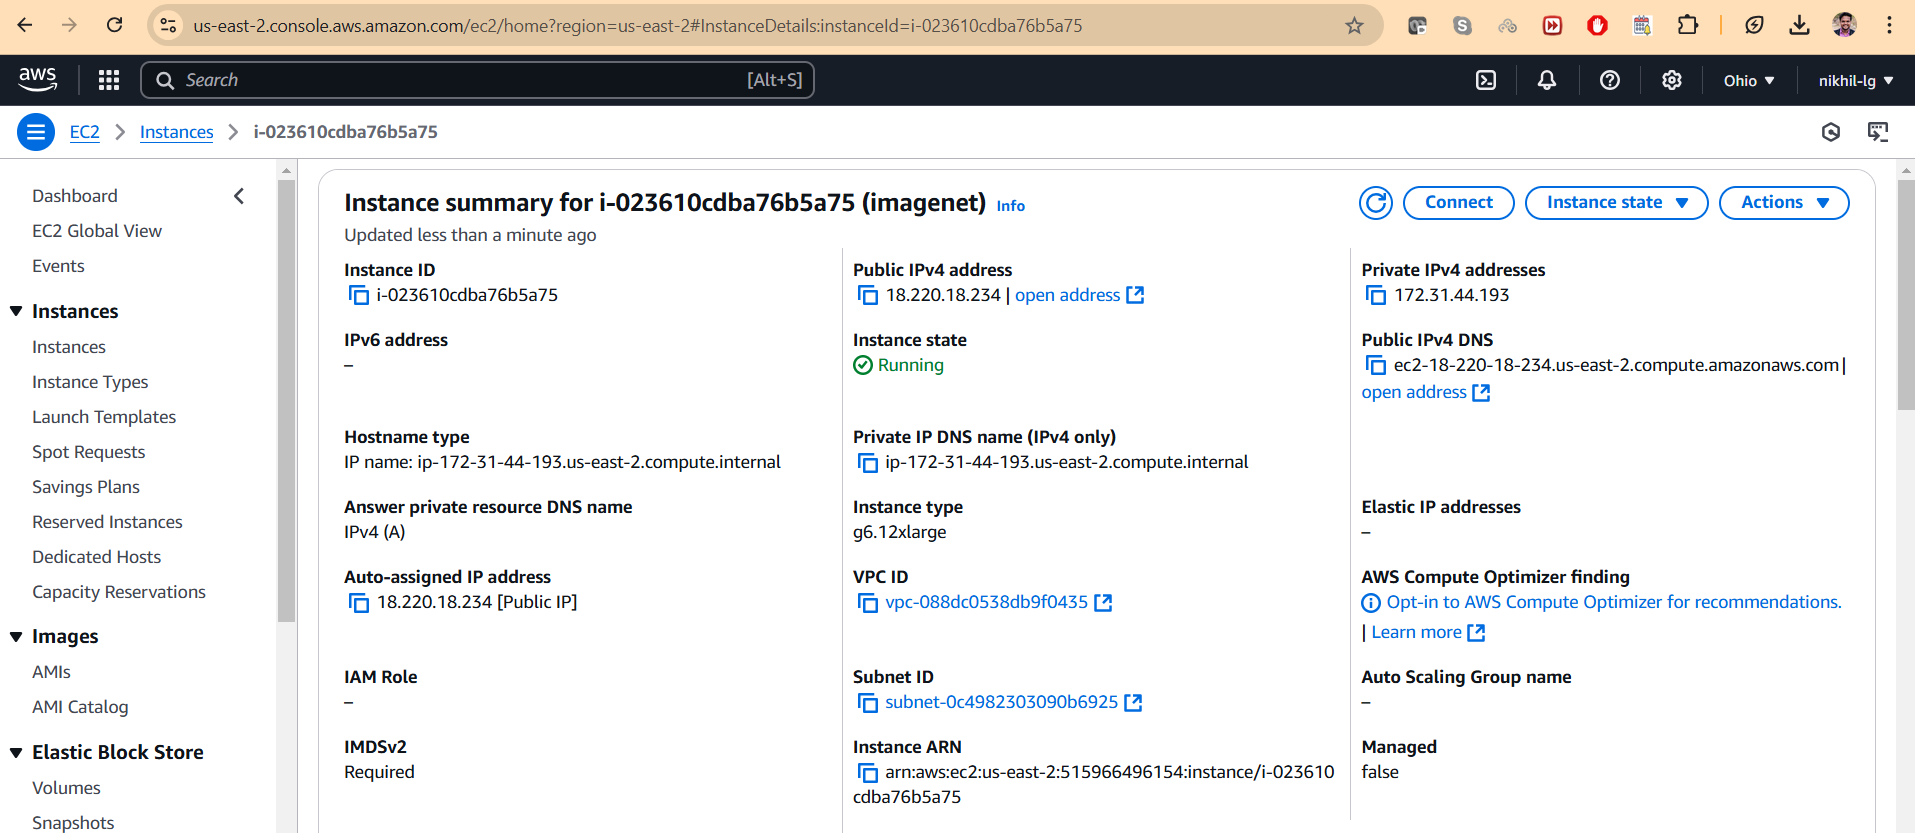 us-east-2.console.aws.amazon.com/ec2/home?region=us-east-2#InstanceDetails:instanceId=i-023610cdba76b5a75
aws
Search
[Alt+S]
Ohio
nikhil-lg
EC2
Instances
i-023610cdba76b5a75
Dashboard
EC2 Global View
Events
Instances
Instances
Instance Types
Launch Templates
Spot Requests
Savings Plans
Reserved Instances
Dedicated Hosts
Capacity Reservations
Images
AMIs
AMI Catalog
Elastic Block Store
Volumes
Snapshots
Instance summary for i-023610cdba76b5a75 (imagenet) Info
Updated less than a minute ago
Connect
Instance state
Actions
Instance ID
i-023610cdba76b5a75
Public IPv4 address
18.220.18.234 | open address
Private IPv4 addresses
172.31.44.193
IPv6 address
–
Instance state
Running
Public IPv4 DNS
ec2-18-220-18-234.us-east-2.compute.amazonaws.com |
open address
Hostname type
IP name: ip-172-31-44-193.us-east-2.compute.internal
Private IP DNS name (IPv4 only)
ip-172-31-44-193.us-east-2.compute.internal
Answer private resource DNS name
IPv4 (A)
Instance type
g6.12xlarge
Elastic IP addresses
–
Auto-assigned IP address
18.220.18.234 [Public IP]
VPC ID
vpc-088dc0538db9f0435
AWS Compute Optimizer finding
Opt-in to AWS Compute Optimizer for recommendations.
| Learn more
IAM Role
–
Subnet ID
subnet-0c4982303090b6925
Auto Scaling Group name
–
IMDSv2
Required
Instance ARN
arn:aws:ec2:us-east-2:515966496154:instance/i-023610
cdba76b5a75
Managed
false